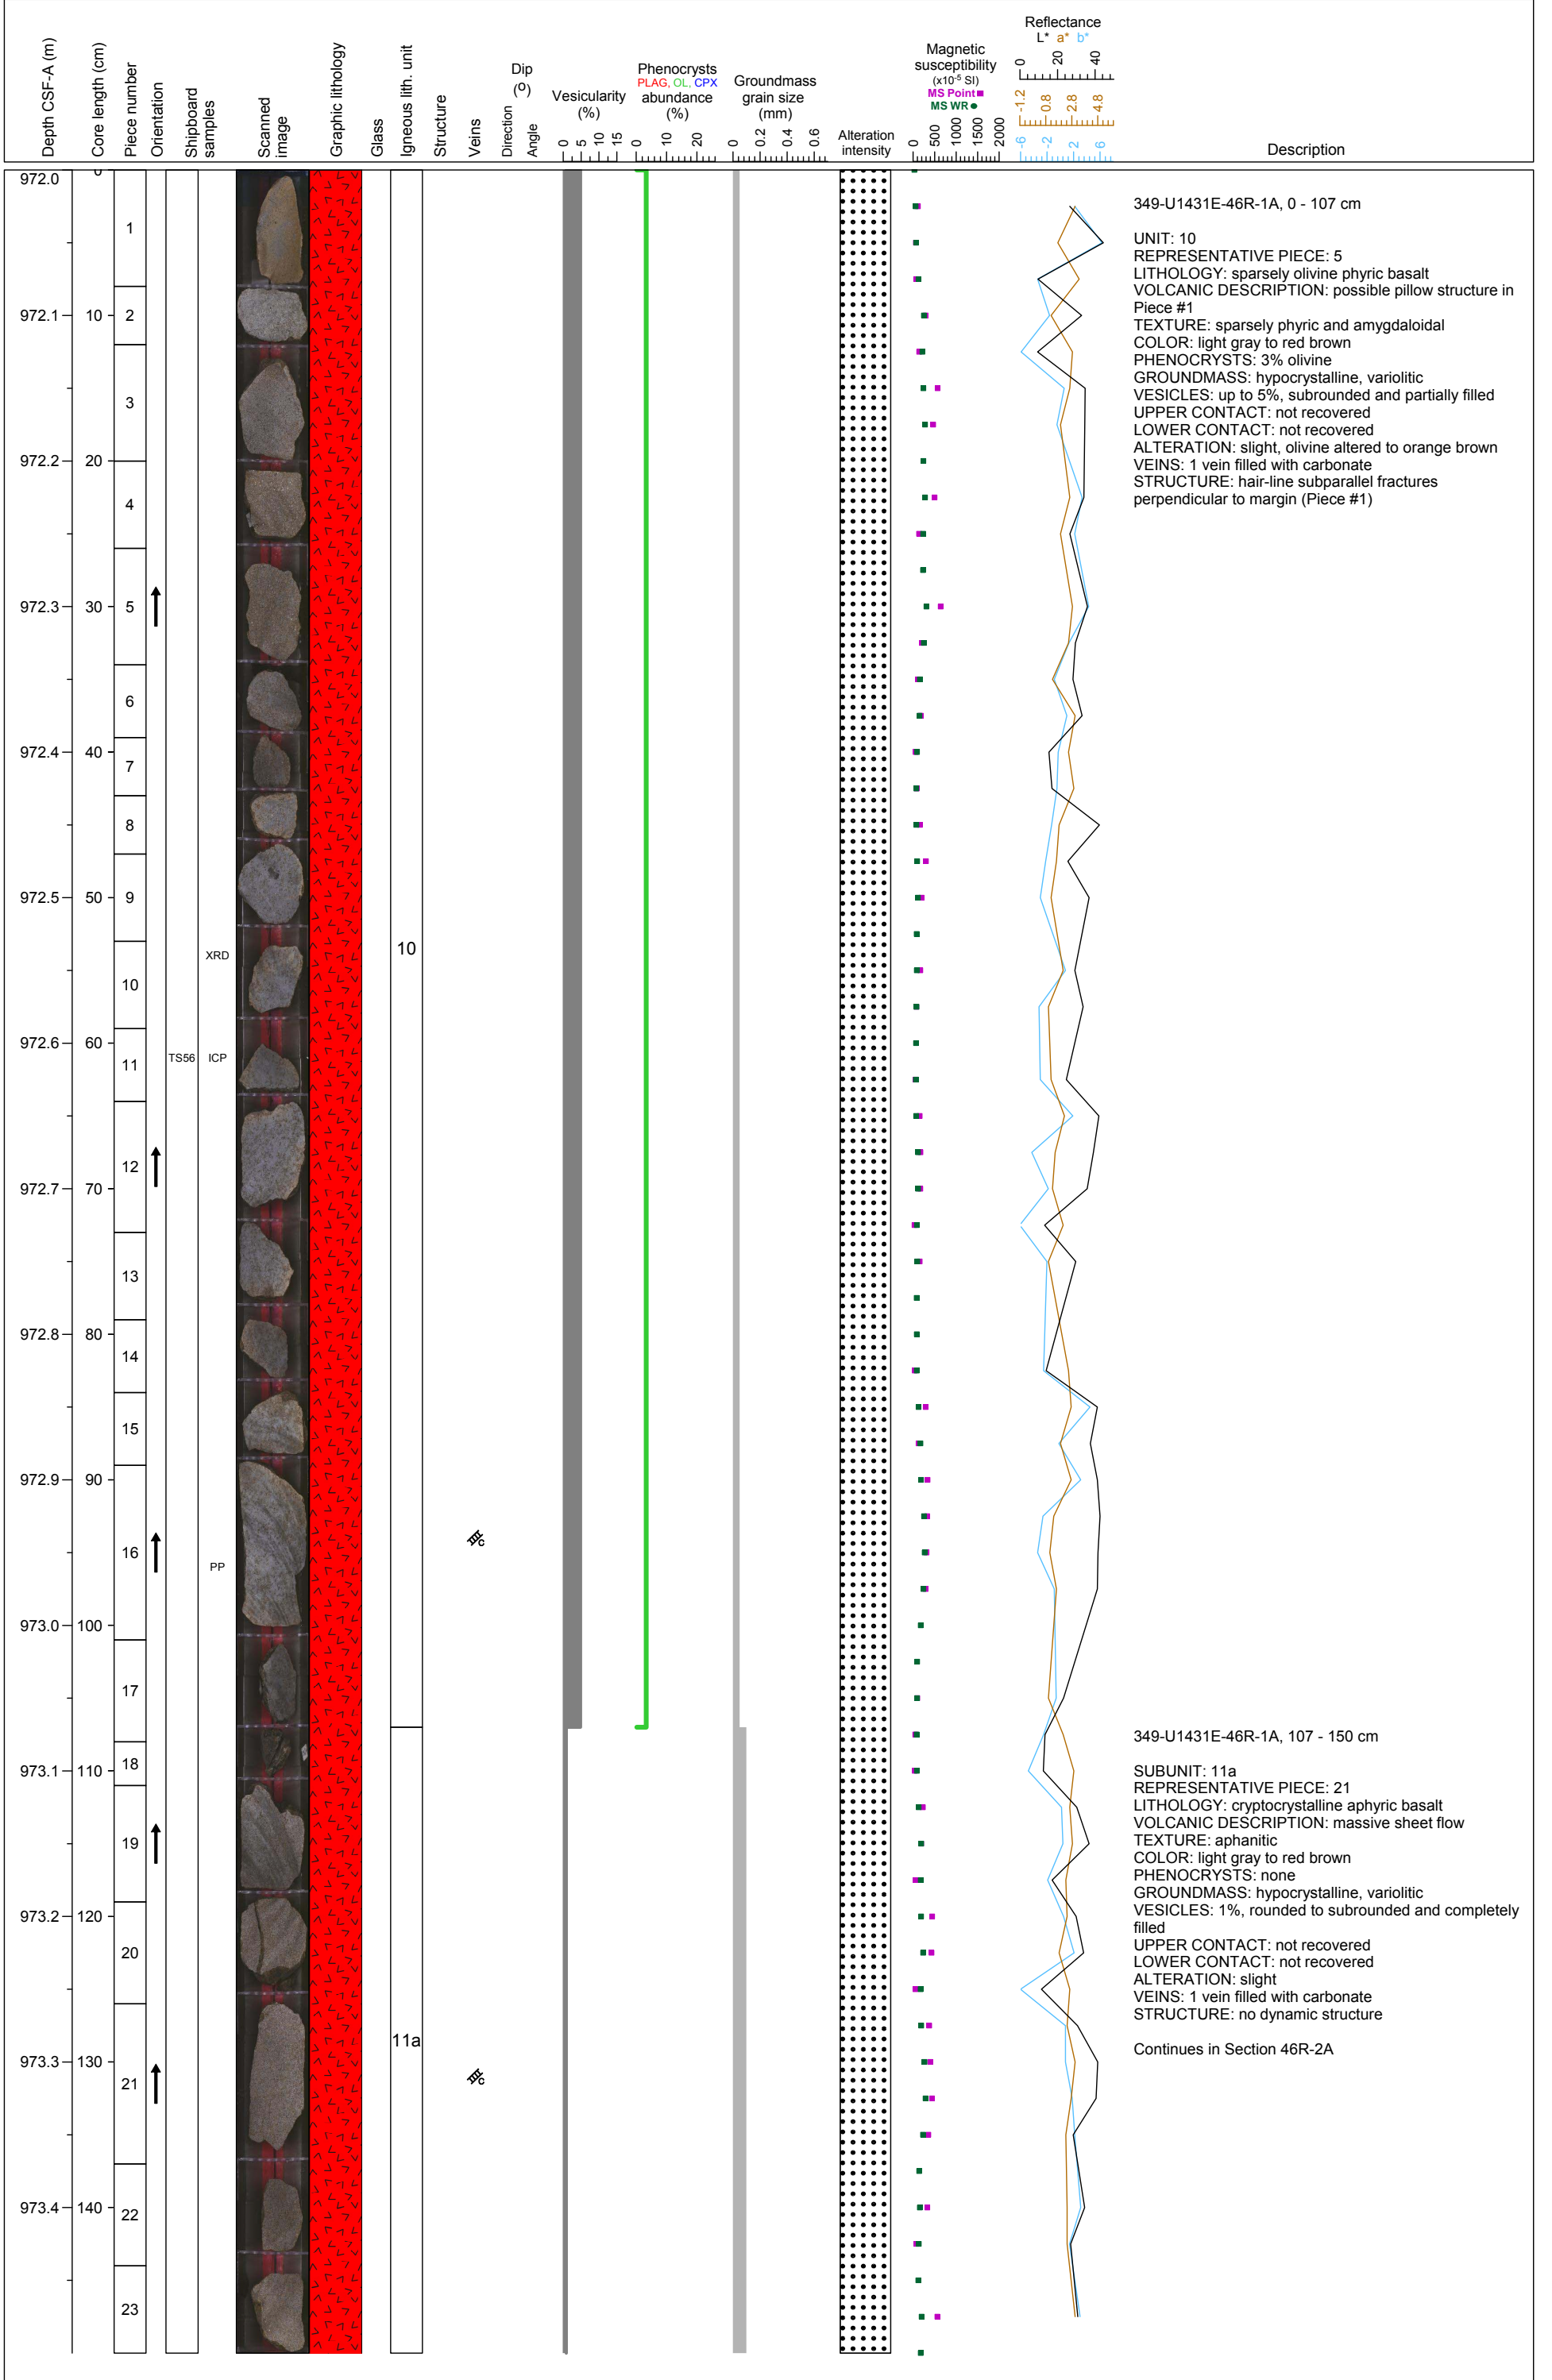 Depth CSF-A (m)
Core length (cm)
Piece number
Orientation
Shipboard
samples
Scanned
image
Graphic lithology
Glass
Igneous lith. unit
Structure
Veins
Dip
(o)
Direction
Angle
Vesicularity
(%)
0 5 10 15
Phenocrysts
PLAG, OL, CPX
abundance
(%)
0 10 20
Groundmass
grain size
(mm)
0 0.2 0.4 0.6
Alteration
intensity
Magnetic
susceptibility
(x10-5 SI)
MS Point
MS WR
0 500 1000 1500 2000
Reflectance
L* a* b*
0 20 40
-1.2 0.8 2.8 4.8
-6 -2 2 6
Description
972.0
972.1
972.2
972.3
972.4
972.5
972.6
972.7
972.8
972.9
973.0
973.1
973.2
973.3
973.4
0
10
20
30
40
50
60
70
80
90
100
110
120
130
140
1
2
3
4
5
6
7
8
9
10
11
12
13
14
15
16
17
18
19
20
21
22
23
XRD
TS56 ICP
PP
10
11a
c
c
349-U1431E-46R-1A, 0 - 107 cm
UNIT: 10
REPRESENTATIVE PIECE: 5
LITHOLOGY: sparsely olivine phyric basalt
VOLCANIC DESCRIPTION: possible pillow structure in
Piece #1
TEXTURE: sparsely phyric and amygdaloidal
COLOR: light gray to red brown
PHENOCRYSTS: 3% olivine
GROUNDMASS: hypocrystalline, variolitic
VESICLES: up to 5%, subrounded and partially filled
UPPER CONTACT: not recovered
LOWER CONTACT: not recovered
ALTERATION: slight, olivine altered to orange brown
VEINS: 1 vein filled with carbonate
STRUCTURE: hair-line subparallel fractures
perpendicular to margin (Piece #1)
349-U1431E-46R-1A, 107 - 150 cm
SUBUNIT: 11a
REPRESENTATIVE PIECE: 21
LITHOLOGY: cryptocrystalline aphyric basalt
VOLCANIC DESCRIPTION: massive sheet flow
TEXTURE: aphanitic
COLOR: light gray to red brown
PHENOCRYSTS: none
GROUNDMASS: hypocrystalline, variolitic
VESICLES: 1%, rounded to subrounded and completely
filled
UPPER CONTACT: not recovered
LOWER CONTACT: not recovered
ALTERATION: slight
VEINS: 1 vein filled with carbonate
STRUCTURE: no dynamic structure
Continues in Section 46R-2A